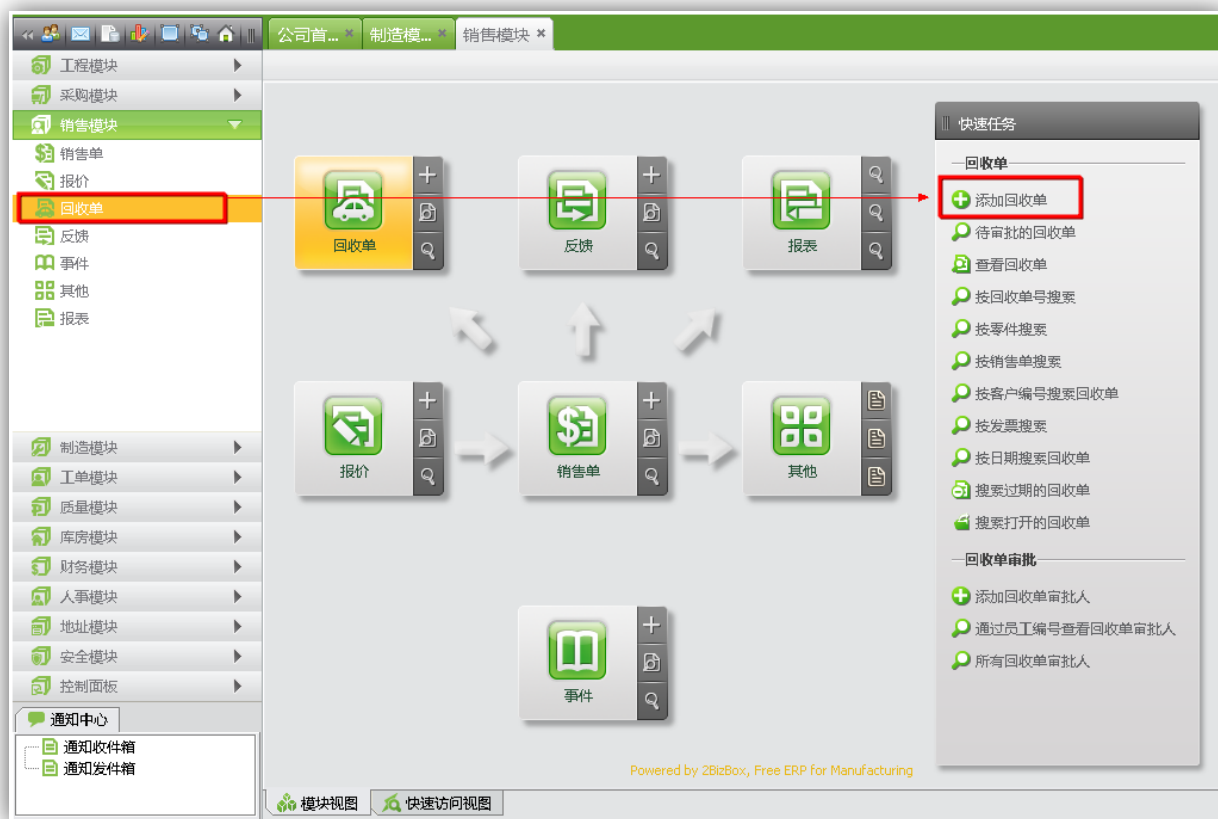 公司首...
制造模...
销售模块
工程模块
采购模块
销售模块
销售单
报价
回收单
反馈
事件
其他
报表
制造模块
工单模块
质量模块
库房模块
财务模块
人事模块
地址模块
安全模块
控制面板
通知中心
通知收件箱
通知发件箱
回收单
反馈
报表
报价
销售单
其他
事件
Powered by 2BizBox, Free ERP for Manufacturing
模块视图
快速访问视图
快速任务
回收单
添加回收单
待审批的回收单
查看回收单
按回收单号搜索
按零件搜索
按销售单搜索
按客户编号搜索回收单
按发票搜索
按日期搜索回收单
搜索过期的回收单
搜索打开的回收单
回收单审批
添加回收单审批人
通过员工编号查看回收单审批人
所有回收单审批人